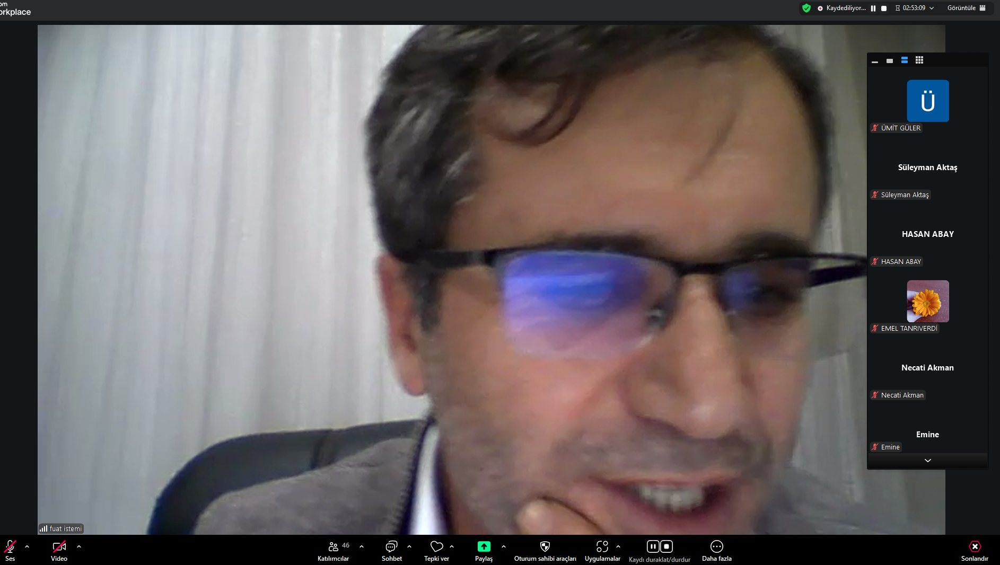 om
orkplace
Kaydediliyor...
02:53:09
Görüntüle
Ü
ÜMİT GÜLER
Süleyman Aktaş
Süleyman Aktaş
HASAN ABAY
HASAN ABAY
EMEL TANRIVERDİ
Necati Akman
Necati Akman
Emine
Emine
fuat istemi
Ses
Video
46
Katılımcılar
Sohbet
Tepki ver
Paylaş
Oturum sahibi araçları
Uygulamalar
Kaydı duraklat/durdur
Daha fazla
Sonlandır